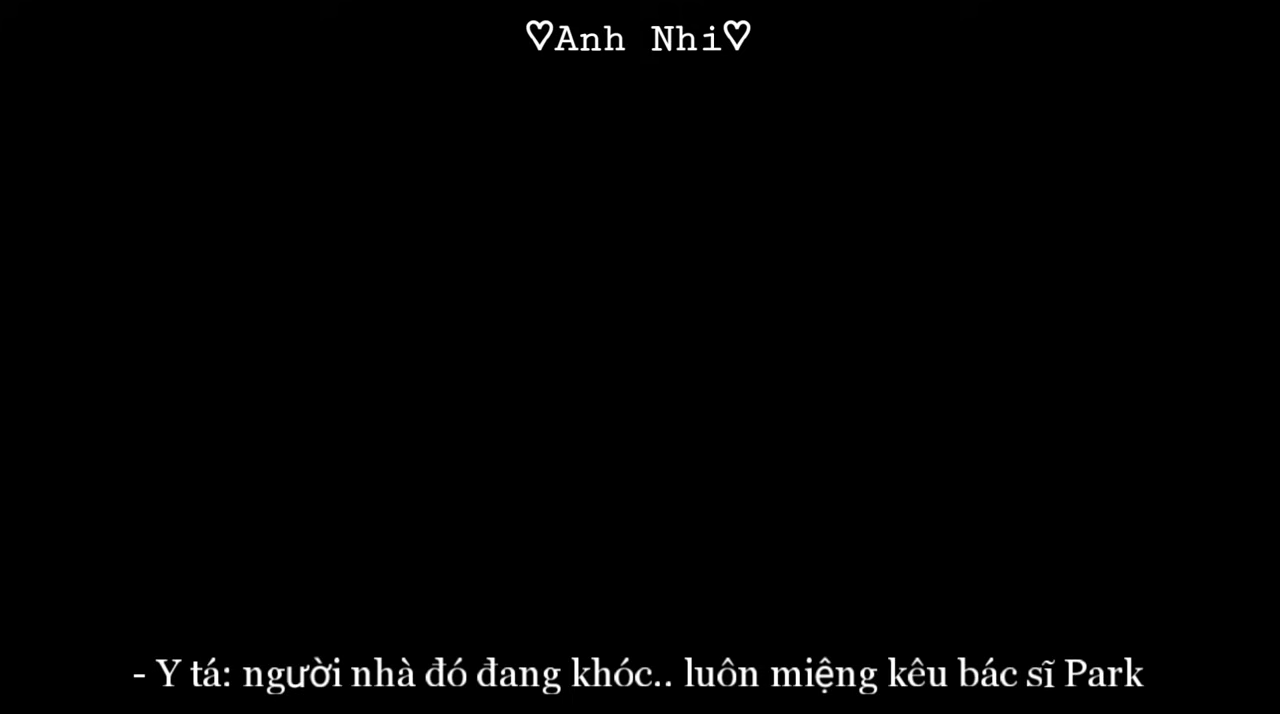 ♡Anh Nhi♡
- Y tá: người nhà đó đang khóc.. luôn miệng kêu bác sĩ Park